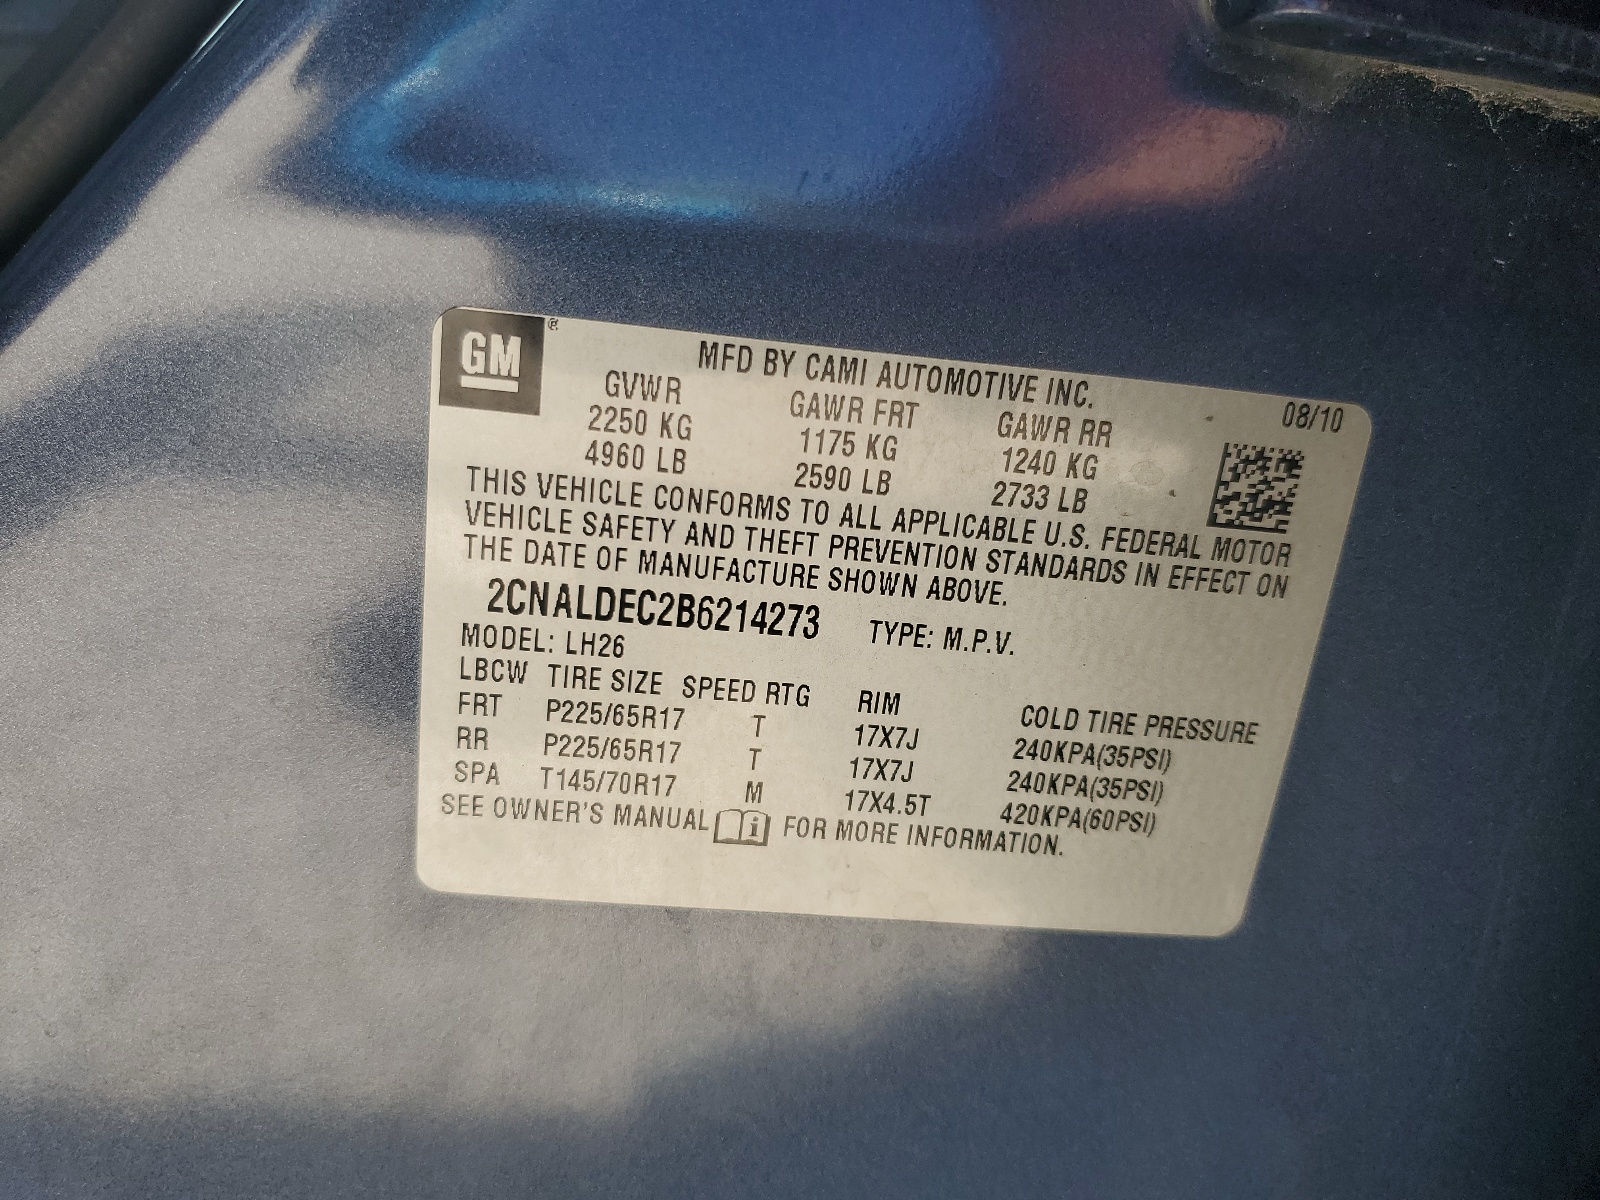 GM®
MFD BY CAMI AUTOMOTIVE INC. 08/10
GVWR GAWR FRT GAWR RR
2250 KG 1175 KG 1240 KG
4960 LB 2590 LB 2733 LB
THIS VEHICLE CONFORMS TO ALL APPLICABLE U.S. FEDERAL MOTOR
VEHICLE SAFETY AND THEFT PREVENTION STANDARDS IN EFFECT ON
THE DATE OF MANUFACTURE SHOWN ABOVE.
2CNALDEC2B6214273 TYPE: M.P.V.
MODEL: LH26
LBCW TIRE SIZE SPEED RTG RIM COLD TIRE PRESSURE
FRT P225/65R17 T 17X7J 240KPA(35PSI)
RR P225/65R17 T 17X7J 240KPA(35PSI)
SPA T145/70R17 M 17X4.5T 420KPA(60PSI)
SEE OWNER'S MANUAL i FOR MORE INFORMATION.